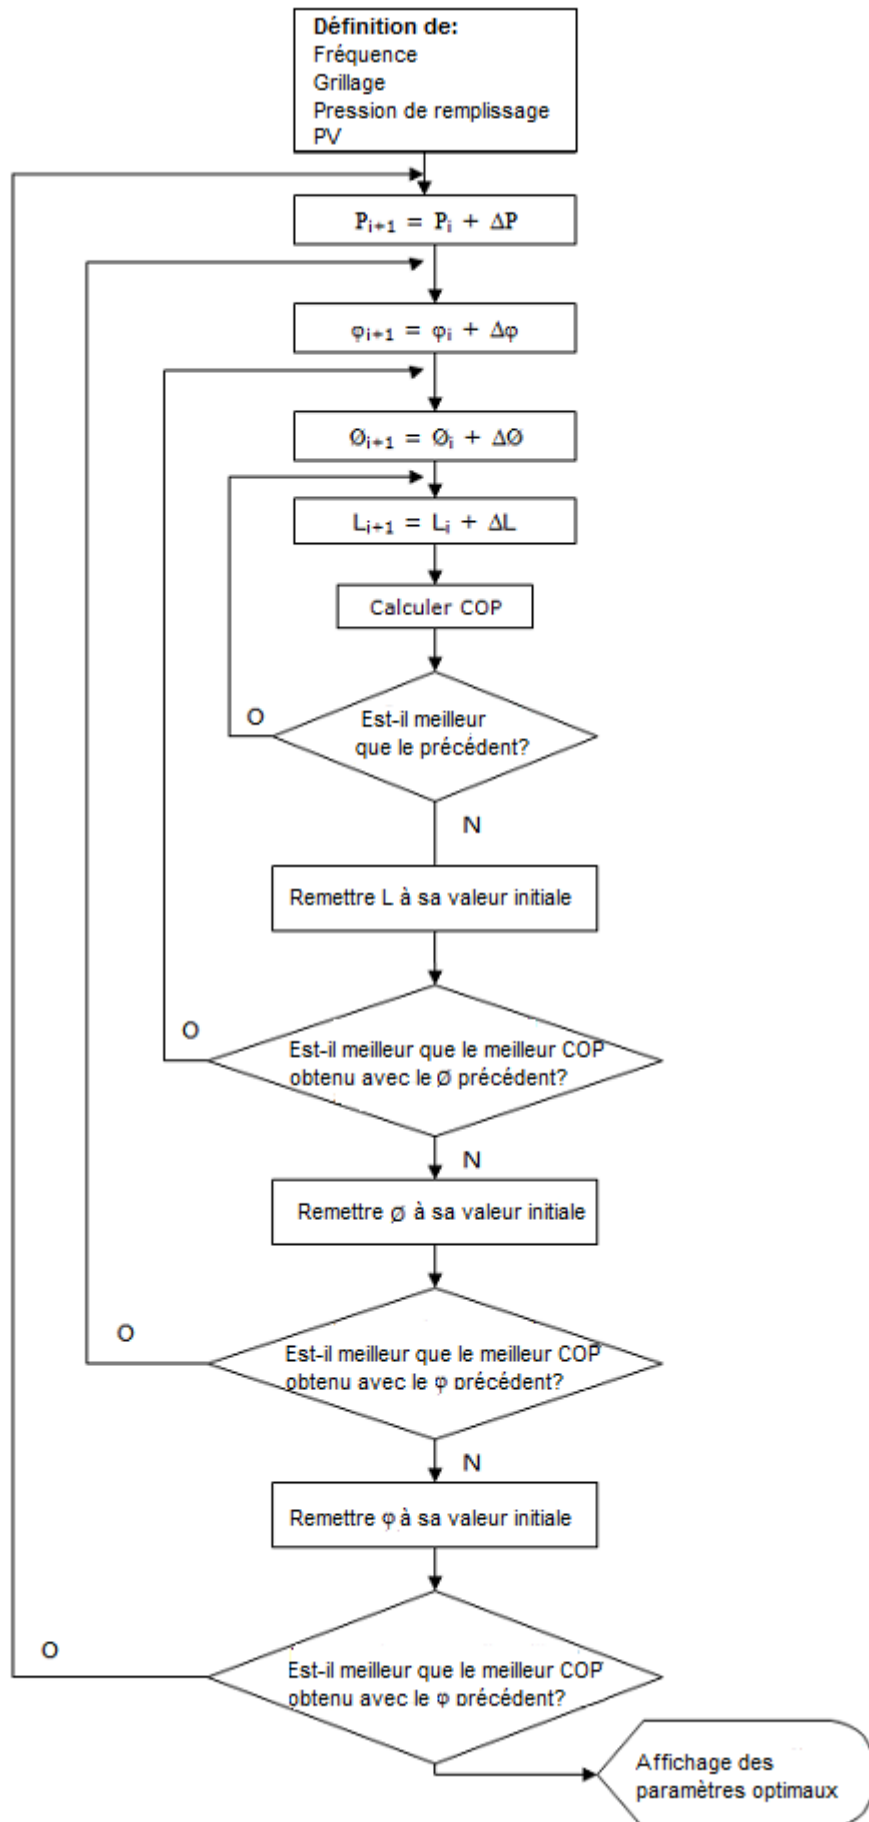 Définition de:
Fréquence
Grillage
Pression de remplissage
PV
Pᵢ₊₁ = Pᵢ + ΔP
φᵢ₊₁ = φᵢ + Δφ
Øᵢ₊₁ = Øᵢ + ΔØ
Lᵢ₊₁ = Lᵢ + ΔL
Calculer COP
O
Est-il meilleur
que le précédent?
N
Remettre L à sa valeur initiale
O
Est-il meilleur que le meilleur COP
obtenu avec le Ø précédent?
N
Remettre Ø à sa valeur initiale
O
Est-il meilleur que le meilleur COP
obtenu avec le φ précédent?
N
Remettre φ à sa valeur initiale
O
Est-il meilleur que le meilleur COP
obtenu avec le φ précédent?
Affichage des
paramètres optimaux